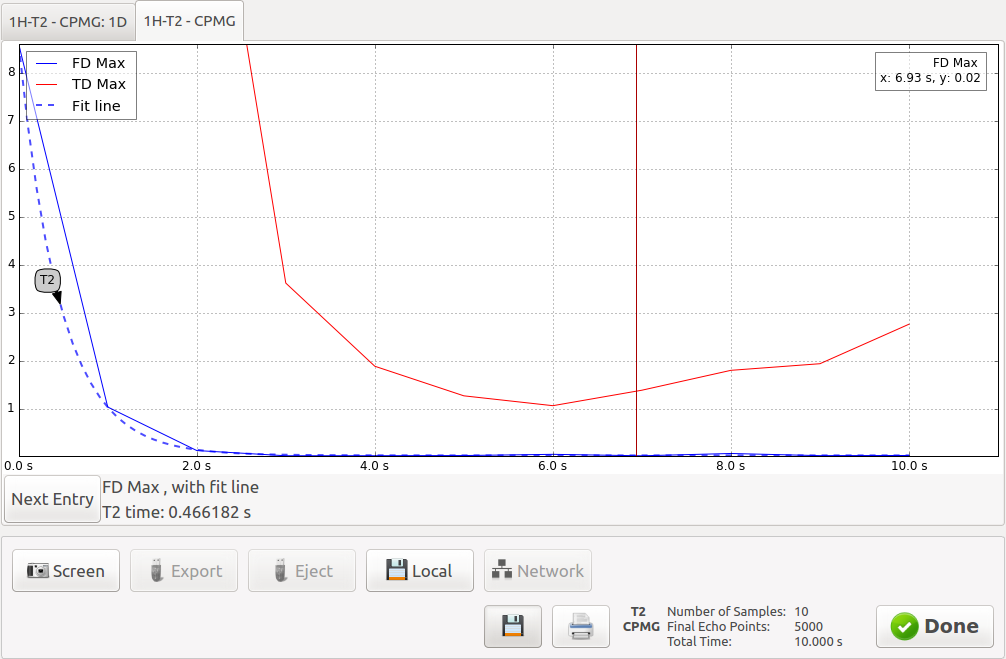 1H-T2 - CPMG: 1D
1H-T2 - CPMG
FD Max
TD Max
Fit line
FD Max
x: 6.93 s, y: 0.02
8
7
6
5
4
3
2
1
T2
0.0 s
2.0 s
4.0 s
6.0 s
8.0 s
10.0 s
Next Entry
FD Max , with fit line
T2 time: 0.466182 s
Screen
Export
Eject
Local
Network
T2
CPMG
Number of Samples: 10
Final Echo Points: 5000
Total Time: 10.000 s
Done